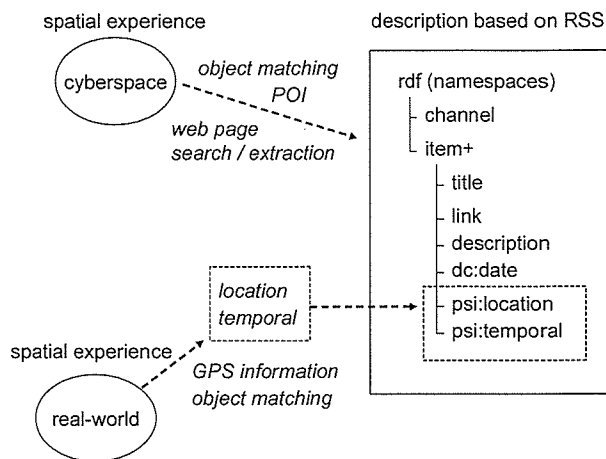 spatial experience
cyberspace
object matching
POI
web page
search / extraction
description based on RSS
rdf (namespaces)
channel
item+
title
link
description
dc:date
psi:location
psi:temporal
location
temporal
spatial experience
GPS information
object matching
real-world